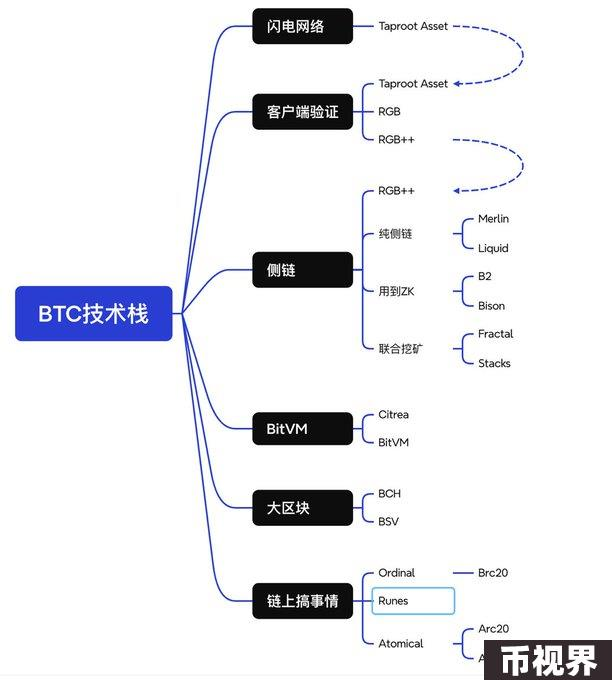 闪电网络
Taproot Asset
客户端验证
Taproot Asset
RGB
RGB++
侧链
RGB++
纯侧链
Merlin
Liquid
用到ZK
B2
Bison
联合挖矿
Fractal
Stacks
BTC技术栈
BitVM
Citrea
BitVM
大区块
BCH
BSV
链上搞事情
Ordinal
Brc20
Runes
Atomical
Arc20
币视界